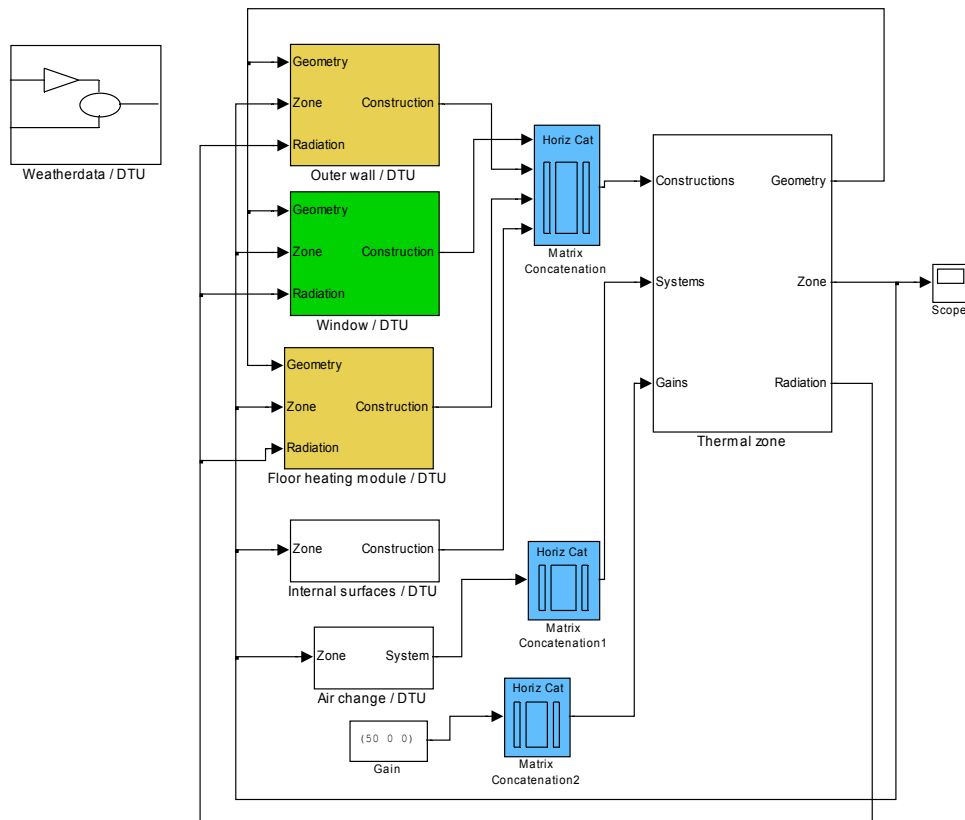 Weatherdata / DTU
Geometry
Zone
Construction
Radiation
Outer wall / DTU
Geometry
Zone
Construction
Radiation
Window / DTU
Geometry
Zone
Construction
Radiation
Floor heating module / DTU
Zone
Construction
Internal surfaces / DTU
Zone
System
Air change / DTU
(50 0 0)
Gain
Horiz Cat
Matrix
Concatenation
Horiz Cat
Matrix
Concatenation1
Horiz Cat
Matrix
Concatenation2
Constructions
Geometry
Systems
Zone
Gains
Radiation
Thermal zone
Scope